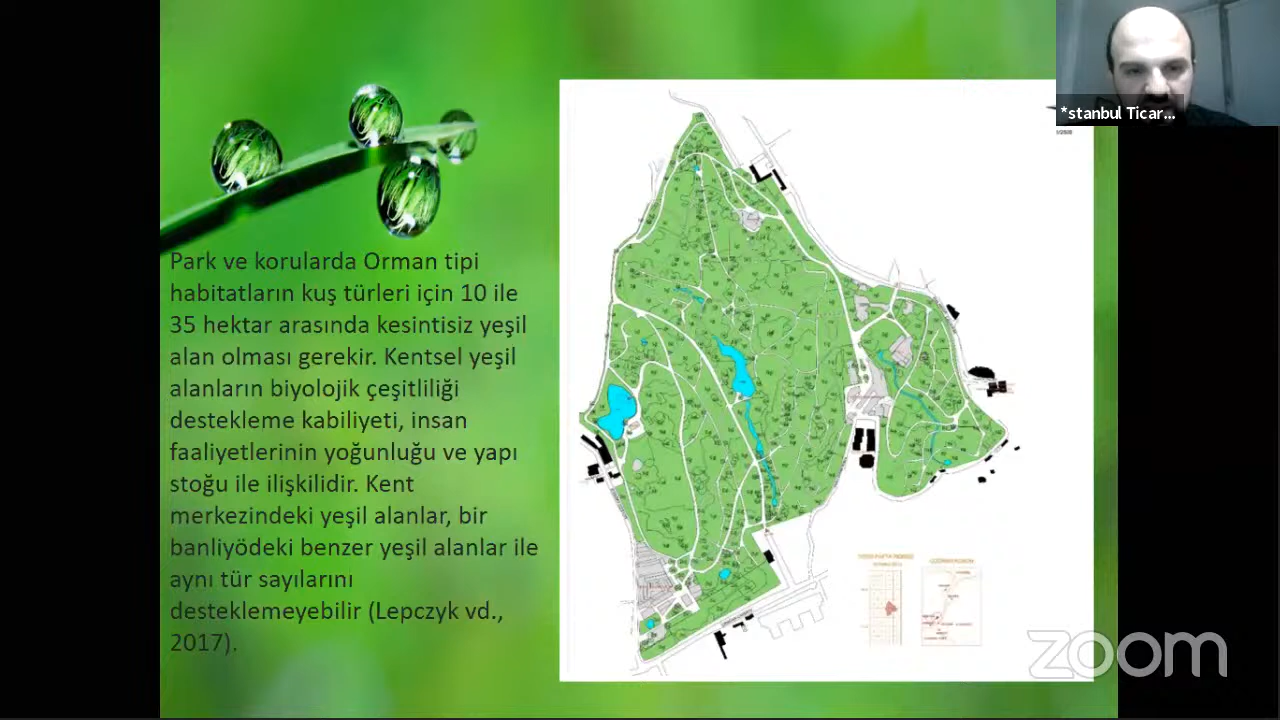 *stanbul Ticar...
Park ve korularda Orman tipi
habitatların kuş türleri için 10 ile
35 hektar arasında kesintisiz yeşil
alan olması gerekir. Kentsel yeşil
alanların biyolojik çeşitliliği
destekleme kabiliyeti, insan
faaliyetlerinin yoğunluğu ve yapı
stoğu ile ilişkilidir. Kent
merkezindeki yeşil alanlar, bir
banliyödeki benzer yeşil alanlar ile
aynı tür sayılarını
desteklemeyebilir (Lepczyk vd.,
2017).
zoom